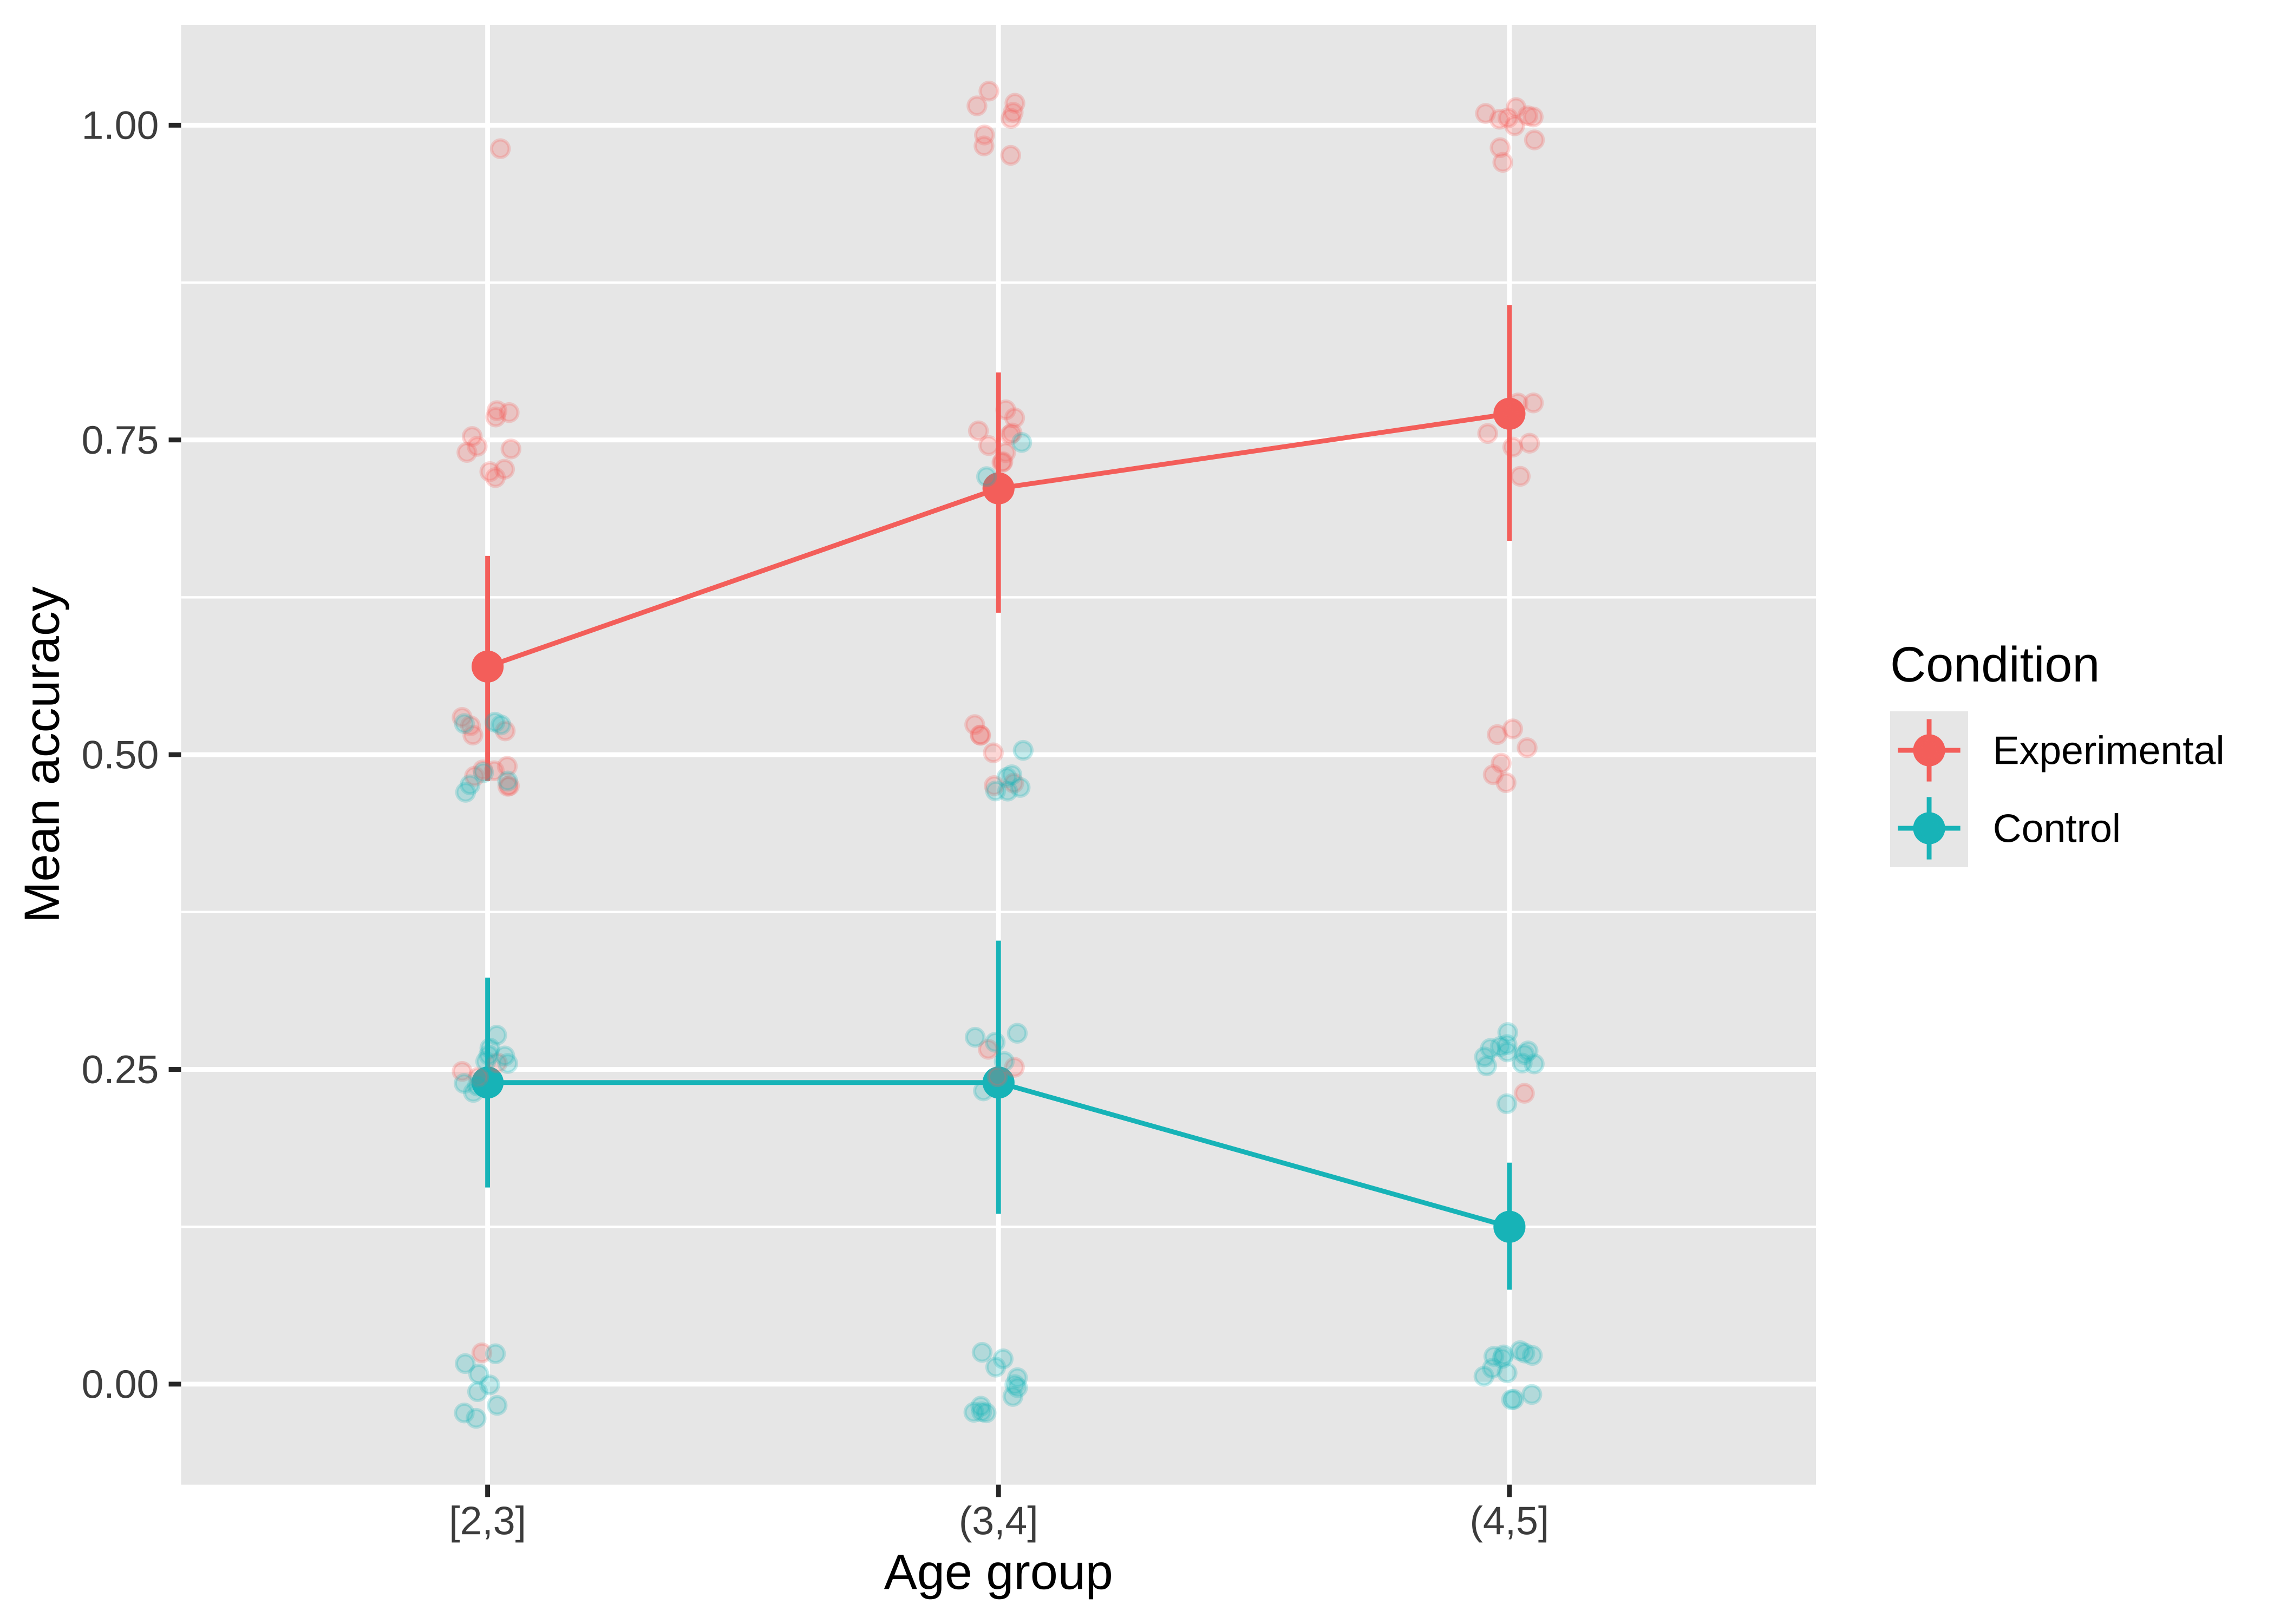 1.00
0.75
0.50
0.25
0.00
Mean accuracy
[2,3]
(3,4]
(4,5]
Age group
Condition
Experimental
Control